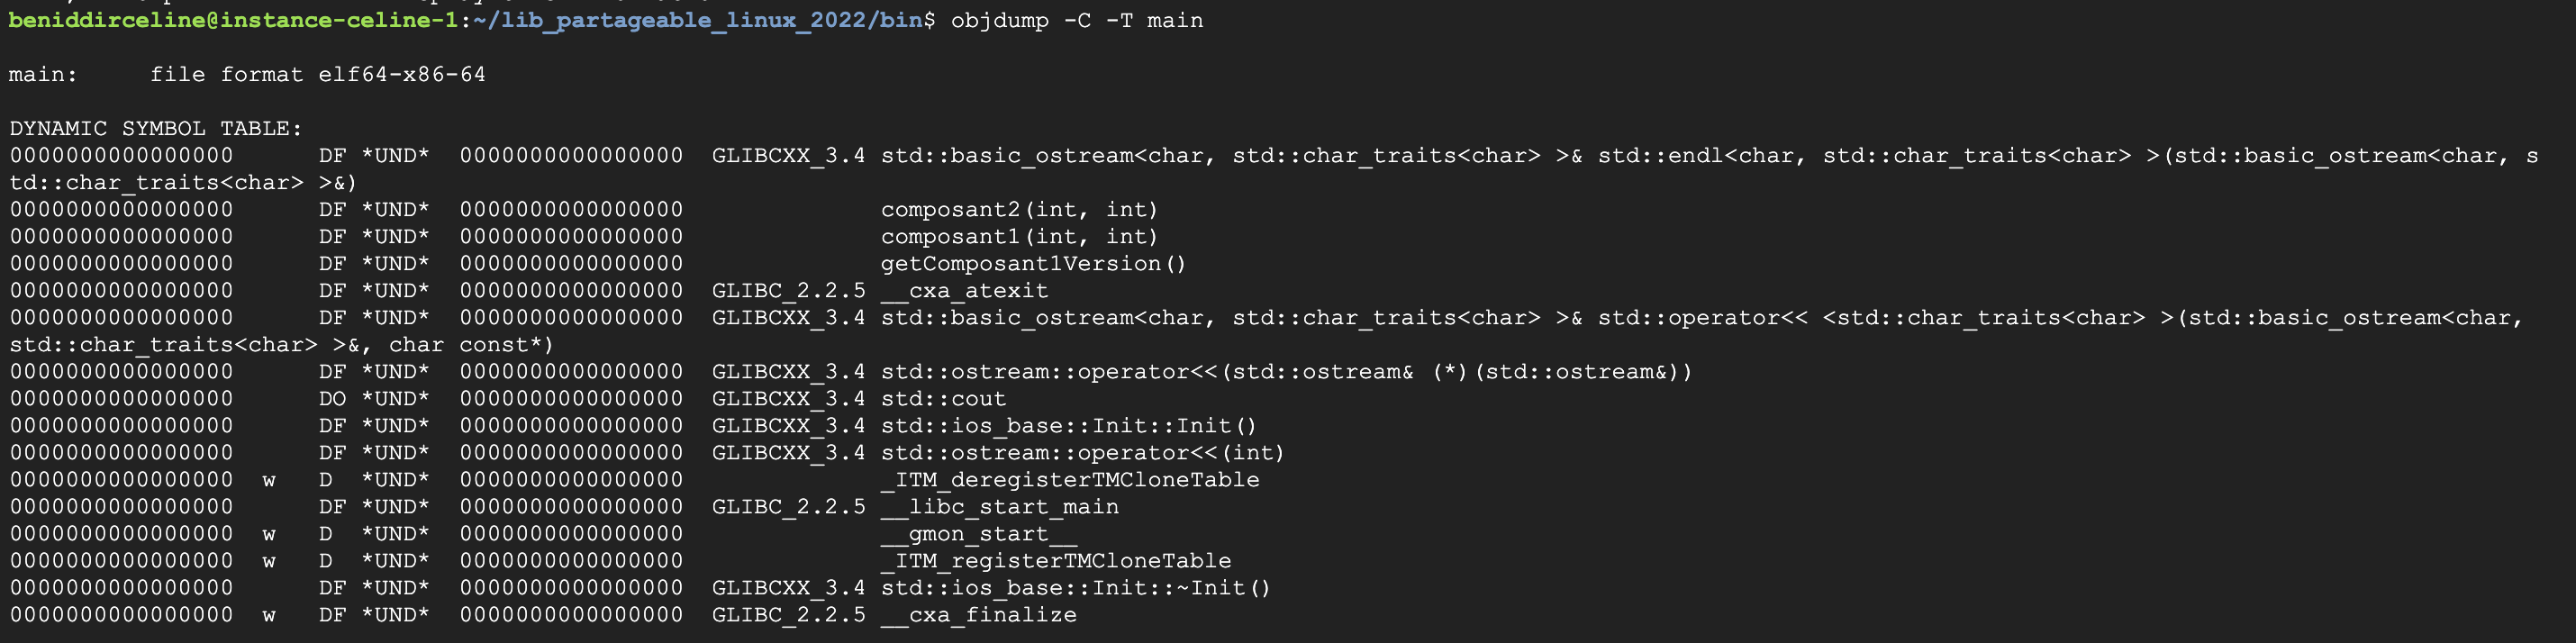 beniddirceline@instance-celine-1:~/lib_partageable_linux_2022/bin$ objdump -C -T main
main:     file format elf64-x86-64
DYNAMIC SYMBOL TABLE:
0000000000000000      DF *UND*  0000000000000000  GLIBCXX_3.4 std::basic_ostream<char, std::char_traits<char> >& std::endl<char, std::char_traits<char> >(std::basic_ostream<char, s
td::char_traits<char> >&)
0000000000000000      DF *UND*  0000000000000000              composant2(int, int)
0000000000000000      DF *UND*  0000000000000000              composant1(int, int)
0000000000000000      DF *UND*  0000000000000000              getComposant1Version()
0000000000000000      DF *UND*  0000000000000000  GLIBC_2.2.5 __cxa_atexit
0000000000000000      DF *UND*  0000000000000000  GLIBCXX_3.4 std::basic_ostream<char, std::char_traits<char> >& std::operator<< <std::char_traits<char> >(std::basic_ostream<char, 
std::char_traits<char> >&, char const*)
0000000000000000      DF *UND*  0000000000000000  GLIBCXX_3.4 std::ostream::operator<<(std::ostream& (*)(std::ostream&))
0000000000000000      DO *UND*  0000000000000000  GLIBCXX_3.4 std::cout
0000000000000000      DF *UND*  0000000000000000  GLIBCXX_3.4 std::ios_base::Init::Init()
0000000000000000      DF *UND*  0000000000000000  GLIBCXX_3.4 std::ostream::operator<<(int)
0000000000000000  w   D  *UND*  0000000000000000              _ITM_deregisterTMCloneTable
0000000000000000      DF *UND*  0000000000000000  GLIBC_2.2.5 __libc_start_main
0000000000000000  w   D  *UND*  0000000000000000              __gmon_start__
0000000000000000  w   D  *UND*  0000000000000000              _ITM_registerTMCloneTable
0000000000000000      DF *UND*  0000000000000000  GLIBCXX_3.4 std::ios_base::Init::~Init()
0000000000000000  w   DF *UND*  0000000000000000  GLIBC_2.2.5 __cxa_finalize